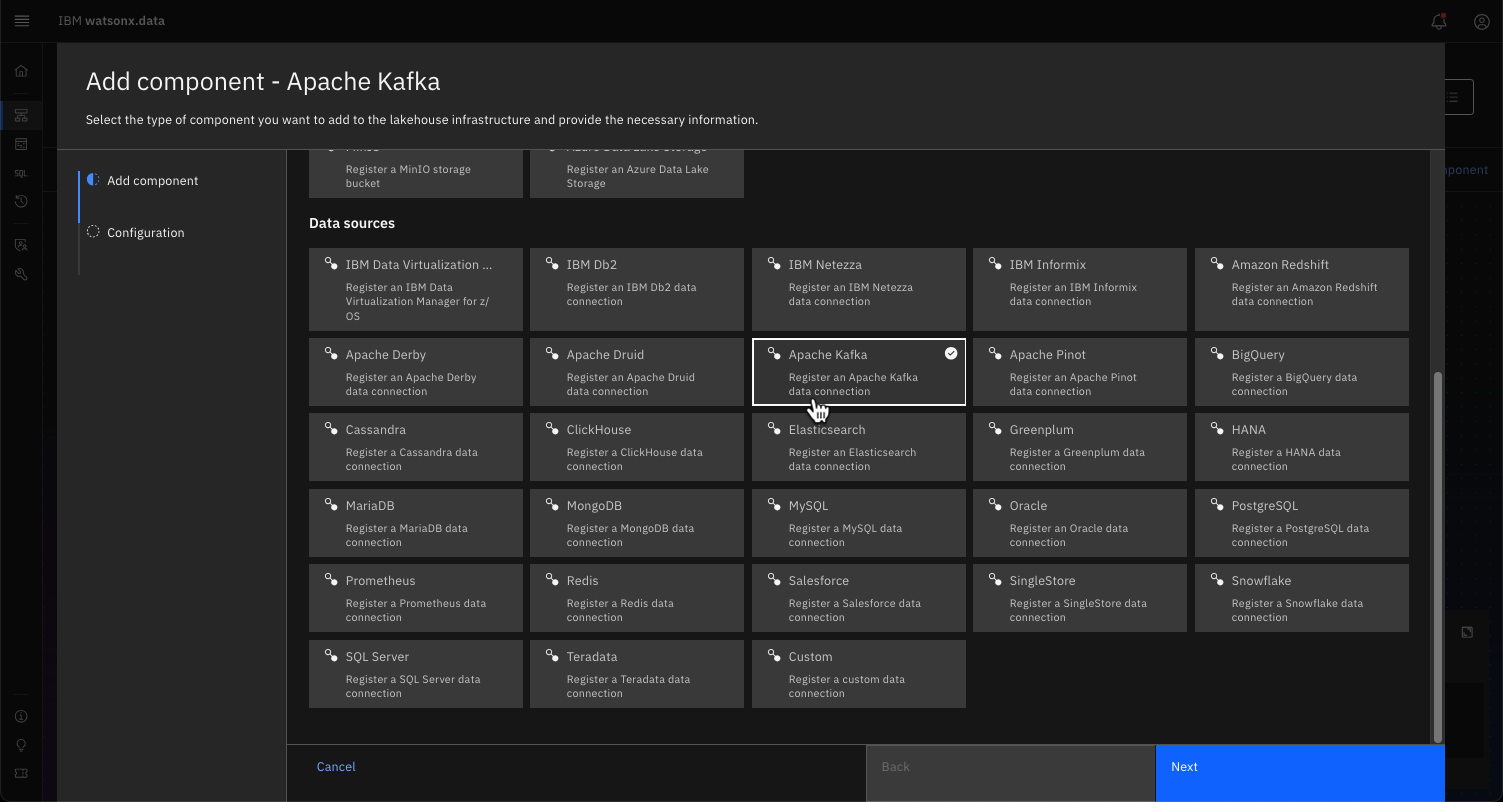 IBM watsonx.data
Add component - Apache Kafka
Select the type of component you want to add to the lakehouse infrastructure and provide the necessary information.
Add component
Configuration
Register a MinIO storage
bucket
Azure Data Lake Storage
Register an Azure Data Lake
Storage
Data sources
IBM Data Virtualization ...
Register an IBM Data
Virtualization Manager for z/
OS
IBM Db2
Register an IBM Db2 data
connection
IBM Netezza
Register an IBM Netezza
data connection
IBM Informix
Register an IBM Informix
data connection
Amazon Redshift
Register an Amazon Redshift
data connection
Apache Derby
Register an Apache Derby
data connection
Apache Druid
Register an Apache Druid
data connection
Apache Kafka
Register an Apache Kafka
data connection
Apache Pinot
Register an Apache Pinot
data connection
BigQuery
Register a BigQuery data
connection
Cassandra
Register a Cassandra data
connection
ClickHouse
Register a ClickHouse data
connection
Elasticsearch
Register an Elasticsearch
data connection
Greenplum
Register a Greenplum data
connection
HANA
Register a HANA data
connection
MariaDB
Register a MariaDB data
connection
MongoDB
Register a MongoDB data
connection
MySQL
Register a MySQL data
connection
Oracle
Register an Oracle data
connection
PostgreSQL
Register a PostgreSQL data
connection
Prometheus
Register a Prometheus data
connection
Redis
Register a Redis data
connection
Salesforce
Register a Salesforce data
connection
SingleStore
Register a SingleStore data
connection
Snowflake
Register a Snowflake data
connection
SQL Server
Register a SQL Server data
connection
Teradata
Register a Teradata data
connection
Custom
Register a custom data
connection
Cancel
Back
Next
SQL